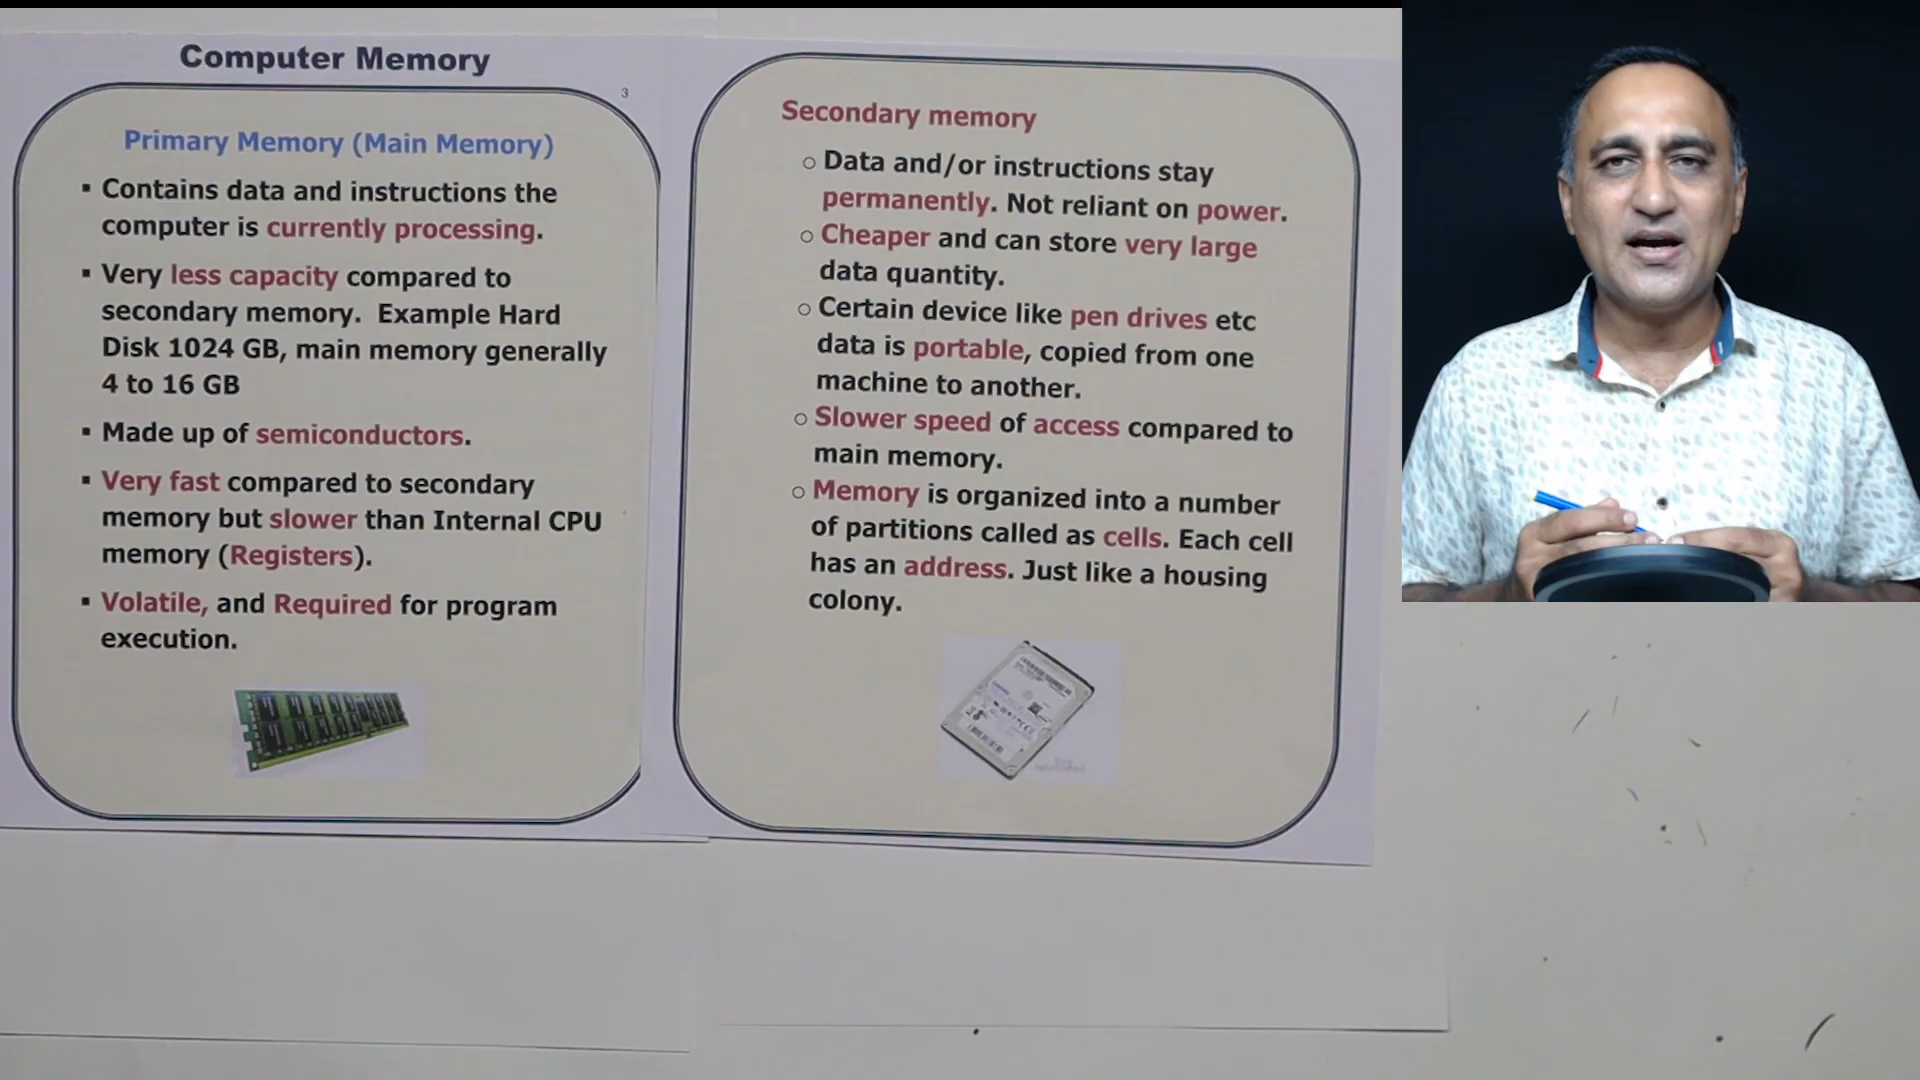 Computer Memory
3
Primary Memory (Main Memory)
▪ Contains data and instructions the
computer is currently processing.
▪ Very less capacity compared to
secondary memory. Example Hard
Disk 1024 GB, main memory generally
4 to 16 GB
▪ Made up of semiconductors.
▪ Very fast compared to secondary
memory but slower than Internal CPU
memory (Registers).
▪ Volatile, and Required for program
execution.
Secondary memory
○ Data and/or instructions stay
permanently. Not reliant on power.
○ Cheaper and can store very large
data quantity.
○ Certain device like pen drives etc
data is portable, copied from one
machine to another.
○ Slower speed of access compared to
main memory.
○ Memory is organized into a number
of partitions called as cells. Each cell
has an address. Just like a housing
colony.